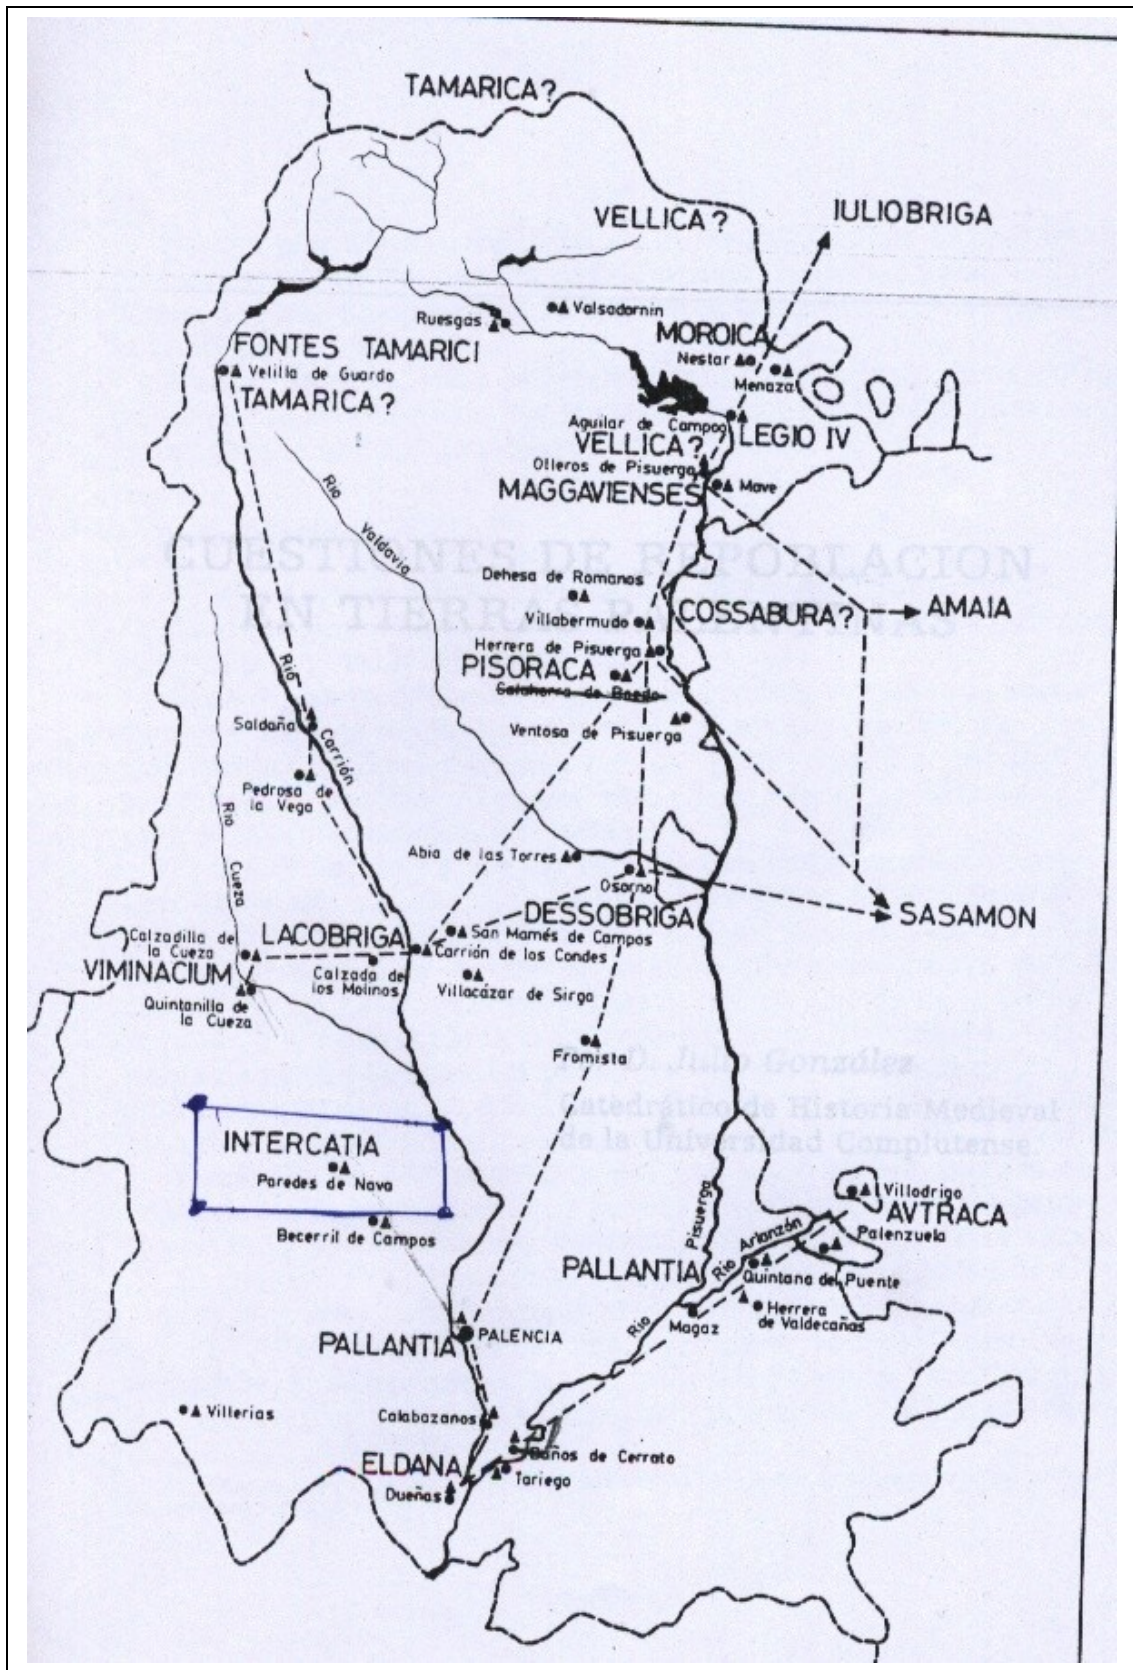 TAMARICA?
VELLICA?
IULIOBRIGA
Valsadornin
Ruesgas
MOROICA
Nestar
Menaza
FONTES TAMARICI
Velilla de Guardo
TAMARICA?
Aguilar de Campoo
LEGIO IV
VELLICA?
Olleros de Pisuerga
MAGGAVIENSES
Mave
Rio
Valdavia
CUESTIONES DE REPOBLACION
EN TIERRAS PALENTINAS
Dehesa de Romanos
COSSABURA?
AMAIA
Villabermudo
Herrera de Pisuerga
PISORACA
Calahorra de Boedo
Ventosa de Pisuerga
Rio
Carrión
Saldaña
Pedrosa de
la Vega
Rio
Cueza
Abia de las Torres
Osorno
DESSOBRIGA
SASAMON
San Mamés de Campos
LACOBRIGA
Carrión de los Condes
Calzadilla de
la Cueza
VIMINACIUM
Calzada de
los Molinos
Villacázar de Sirga
Quintanilla de
la Cueza
Fromista
Por D. Julio González
Catedrático de Historia Medieval
de la Universidad Complutense.
INTERCATIA
Paredes de Nava
Becerril de Campos
Villodrigo
AVTRACA
Palenzuela
Pisuerga
Rio
Arlanzón
PALLANTIA
Quintana del Puente
Herrera
de Valdecañas
Magaz
Rio
PALLANTIA
PALENCIA
Villerias
Calabazanos
Baños de Cerrato
ELDANA
Tariego
Dueñas